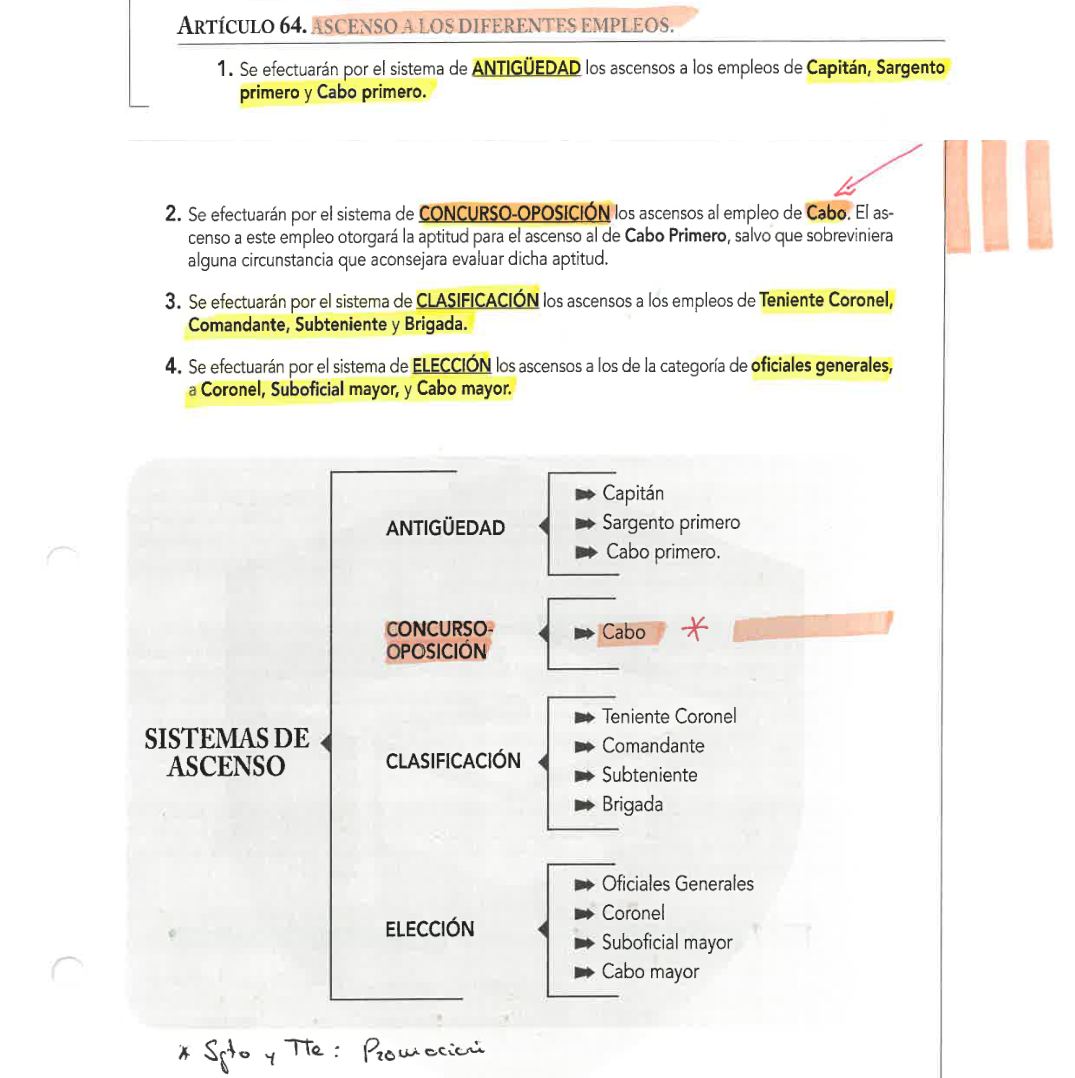 ARTÍCULO 64. ASCENSO A LOS DIFERENTES EMPLEOS.
1. Se efectuarán por el sistema de ANTIGÜEDAD los ascensos a los empleos de Capitán, Sargento
primero y Cabo primero.
2. Se efectuarán por el sistema de CONCURSO-OPOSICIÓN los ascensos al empleo de Cabo. El as-
censo a este empleo otorgará la aptitud para el ascenso al de Cabo Primero, salvo que sobreviniera
alguna circunstancia que aconsejara evaluar dicha aptitud.
3. Se efectuarán por el sistema de CLASIFICACIÓN los ascensos a los empleos de Teniente Coronel,
Comandante, Subteniente y Brigada.
4. Se efectuarán por el sistema de ELECCIÓN los ascensos a los de la categoría de oficiales generales,
a Coronel, Suboficial mayor, y Cabo mayor.
SISTEMAS DE
ASCENSO
ANTIGÜEDAD
Capitán
Sargento primero
Cabo primero.
CONCURSO-
OPOSICIÓN
Cabo *
CLASIFICACIÓN
Teniente Coronel
Comandante
Subteniente
Brigada
ELECCIÓN
Oficiales Generales
Coronel
Suboficial mayor
Cabo mayor
* Sgto y Tte: Promoción